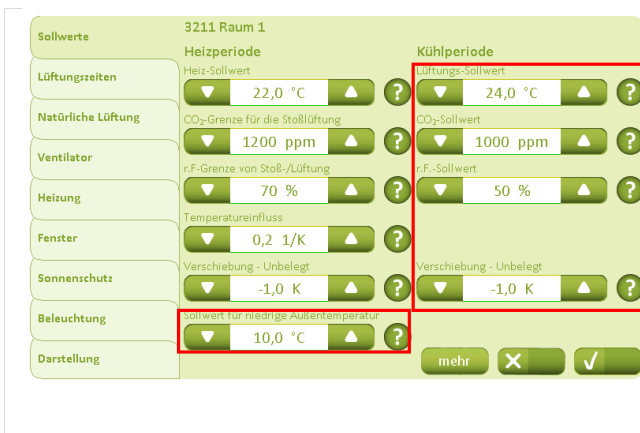 Sollwerte
Lüftungszeiten
Natürliche Lüftung
Ventilator
Heizung
Fenster
Sonnenschutz
Beleuchtung
Darstellung
3211 Raum 1
Heizperiode
Heiz-Sollwert
22,0 °C
?
CO₂-Grenze für die Stoßlüftung
1200 ppm
?
r.F-Grenze von Stoß-/Lüftung
70 %
?
Temperatureinfluss
0,2 1/K
?
Verschiebung - Unbelegt
-1,0 K
?
Sollwert für niedrige Außentemperatur
10,0 °C
?
Kühlperiode
Lüftungs-Sollwert
24,0 °C
?
CO₂-Sollwert
1000 ppm
?
r.F.-Sollwert
50 %
?
Verschiebung - Unbelegt
-1,0 K
?
mehr